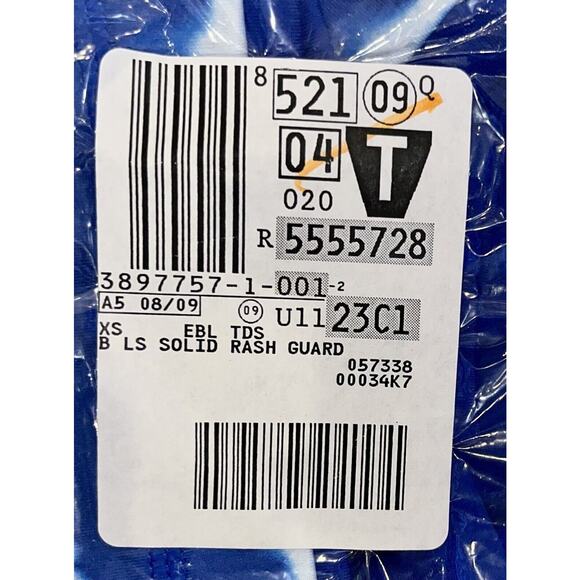 8 521 09 Q
04 T
020
R 5555728
3897757-1-001-2
A5 08/09 09 U11 23C1
XS EBL TDS
B LS SOLID RASH GUARD
057338
00034K7